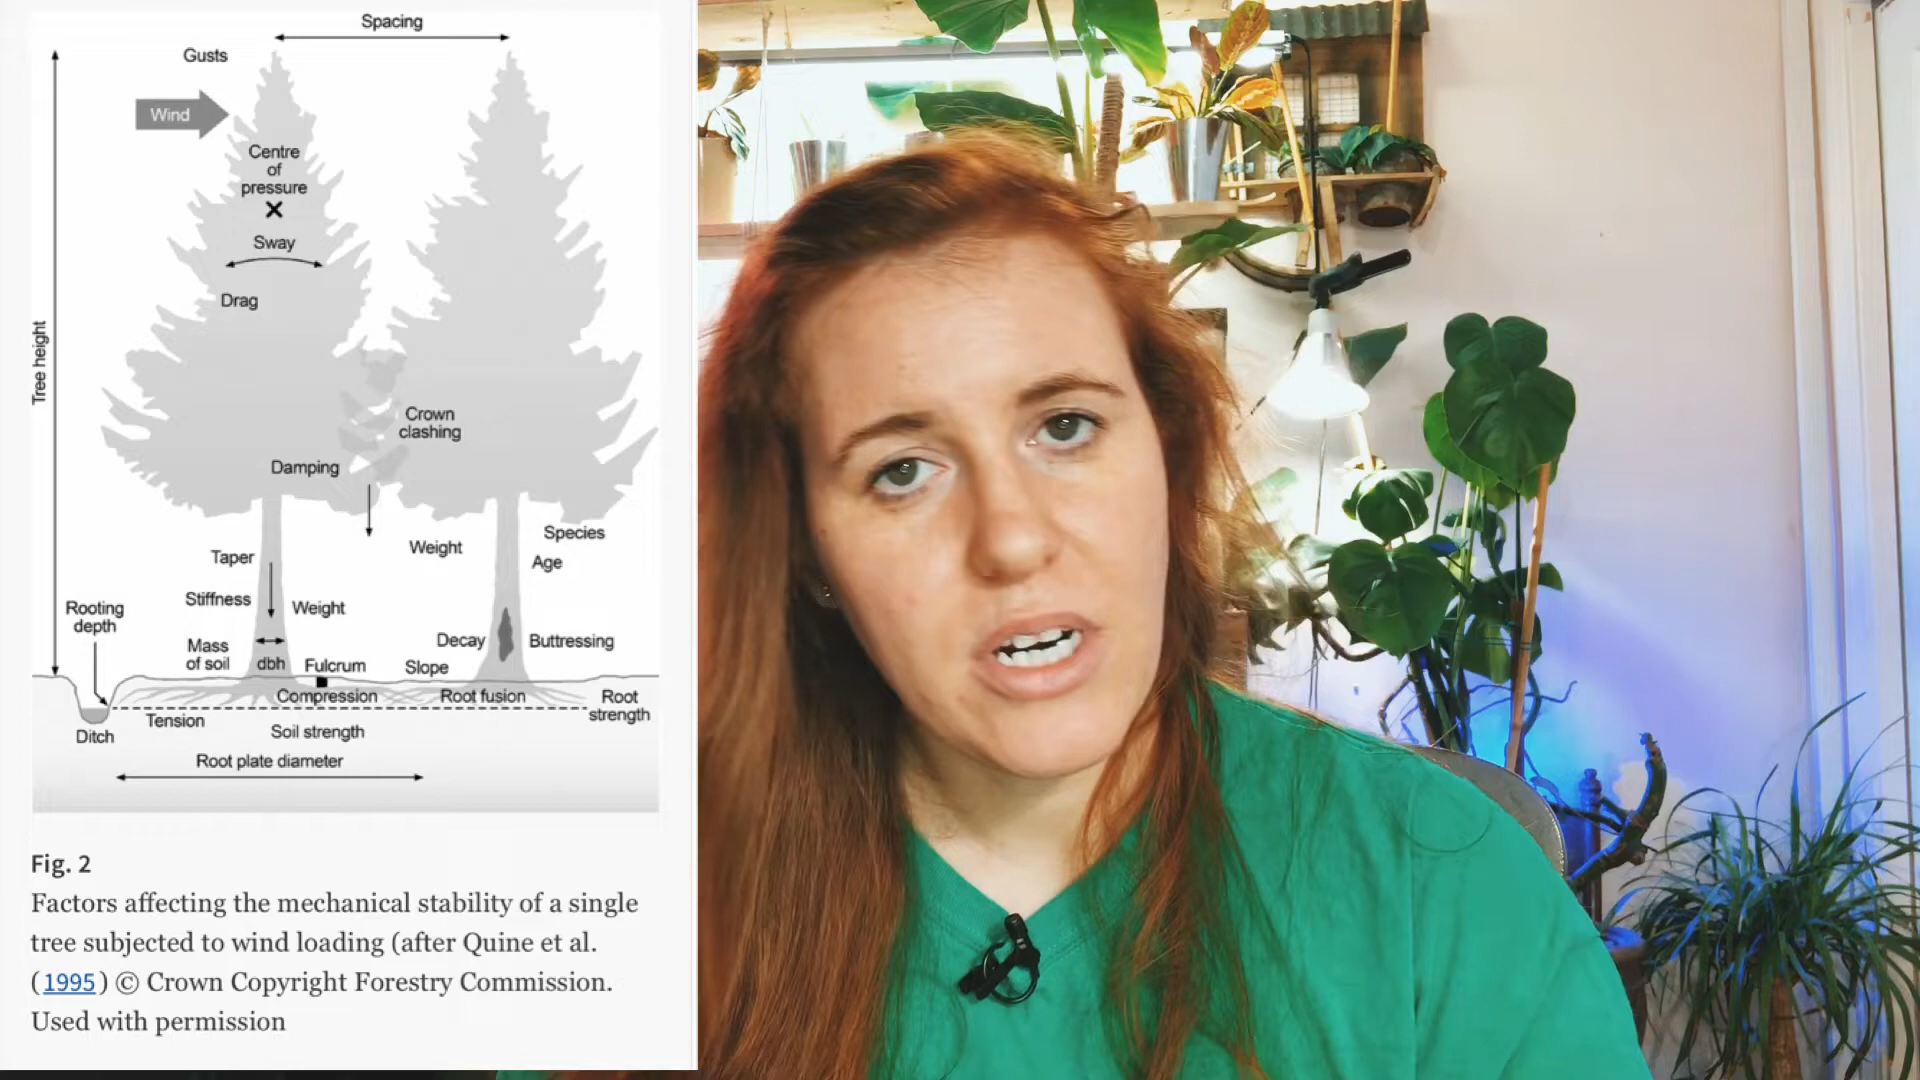 Spacing
Gusts
Wind
Centre
of
pressure
Sway
Drag
Tree height
Crown
clashing
Damping
Species
Weight
Age
Taper
Stiffness
Weight
Rooting
depth
Decay
Buttressing
Mass
of soil
dbh
Fulcrum
Slope
Compression
Root fusion
Root
strength
Tension
Soil strength
Ditch
Root plate diameter
Fig. 2
Factors affecting the mechanical stability of a single
tree subjected to wind loading (after Quine et al.
(1995) © Crown Copyright Forestry Commission.
Used with permission